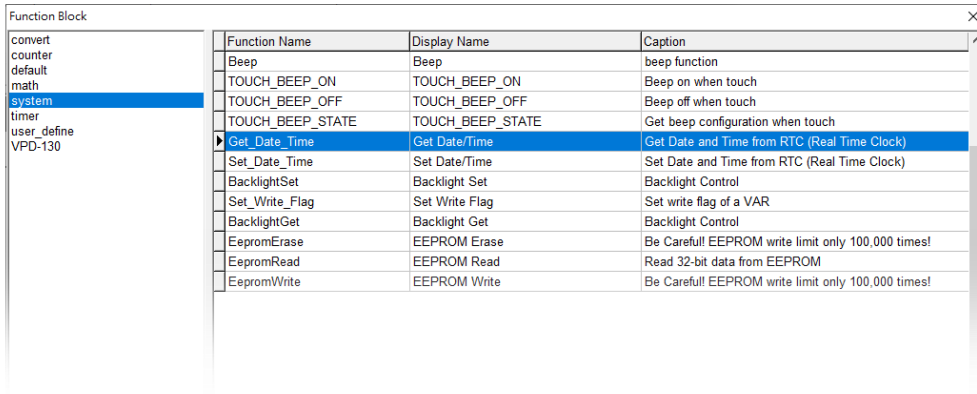 Function Block
convert
counter
default
math
system
timer
user_define
VPD-130
Function Name Display Name Caption
Beep Beep beep function
TOUCH_BEEP_ON TOUCH_BEEP_ON Beep on when touch
TOUCH_BEEP_OFF TOUCH_BEEP_OFF Beep off when touch
TOUCH_BEEP_STATE TOUCH_BEEP_STATE Get beep configuration when touch
Get_Date_Time Get Date/Time Get Date and Time from RTC (Real Time Clock)
Set_Date_Time Set Date/Time Set Date and Time from RTC (Real Time Clock)
BacklightSet Backlight Set Backlight Control
Set_Write_Flag Set Write Flag Set write flag of a VAR
BacklightGet Backlight Get Backlight Control
EepromErase EEPROM Erase Be Careful! EEPROM write limit only 100,000 times!
EepromRead EEPROM Read Read 32-bit data from EEPROM
EepromWrite EEPROM Write Be Careful! EEPROM write limit only 100,000 times!